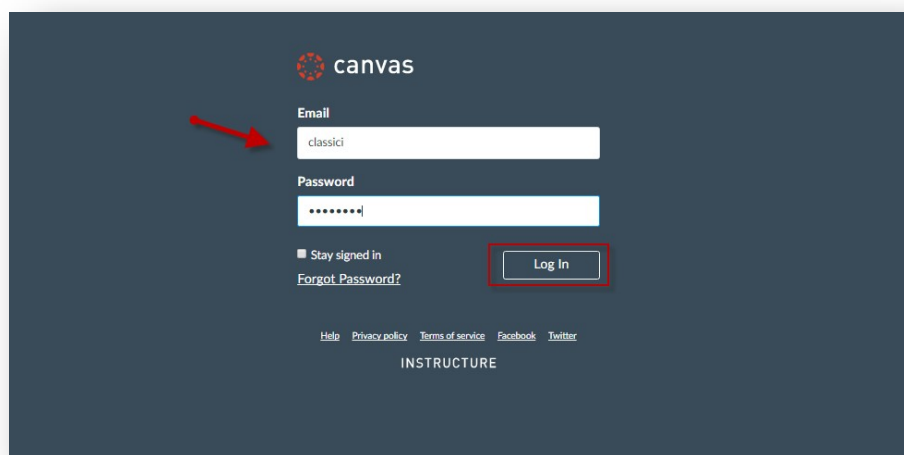 canvas
Email
classici
Password
••••••••
Stay signed in
Log In
Forgot Password?
Help Privacy policy Terms of service Facebook Twitter
INSTRUCTURE